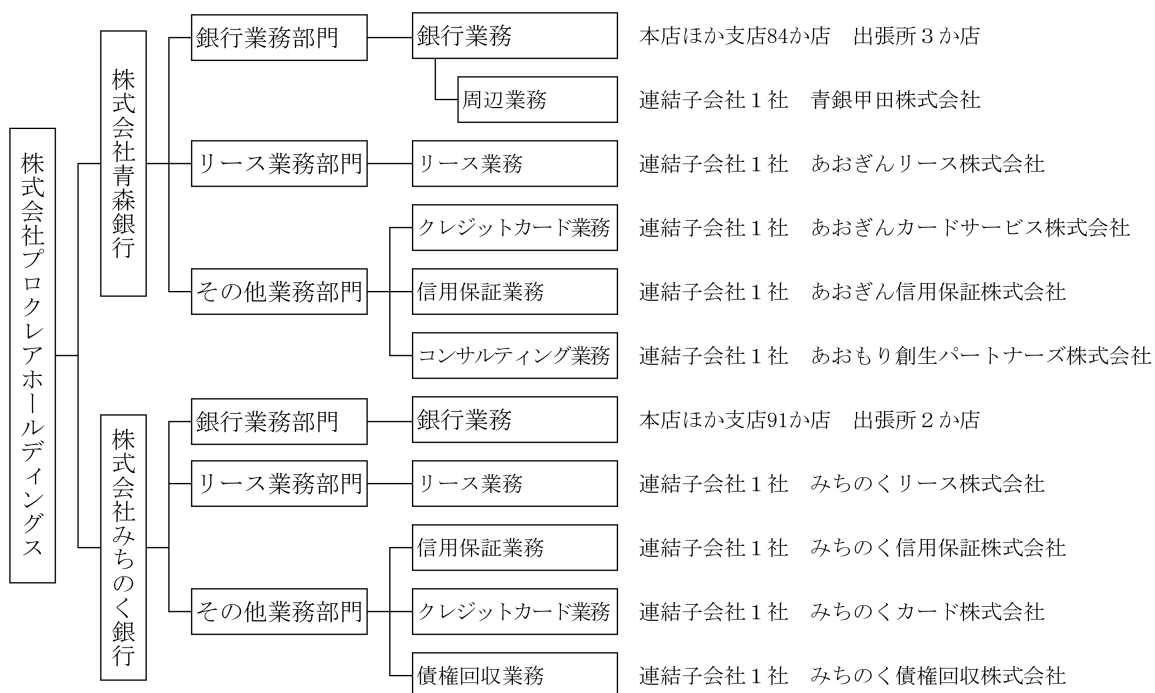 株式会社プロクレアホールディングス
株式会社青森銀行
銀行業務部門
銀行業務
本店ほか支店84か店　出張所３か店
周辺業務
連結子会社１社　青銀甲田株式会社
リース業務部門
リース業務
連結子会社１社　あおぎんリース株式会社
その他業務部門
クレジットカード業務
連結子会社１社　あおぎんカードサービス株式会社
信用保証業務
連結子会社１社　あおぎん信用保証株式会社
コンサルティング業務
連結子会社１社　あおもり創生パートナーズ株式会社
株式会社みちのく銀行
銀行業務部門
銀行業務
本店ほか支店91か店　出張所２か店
リース業務部門
リース業務
連結子会社１社　みちのくリース株式会社
その他業務部門
信用保証業務
連結子会社１社　みちのく信用保証株式会社
クレジットカード業務
連結子会社１社　みちのくカード株式会社
債権回収業務
連結子会社１社　みちのく債権回収株式会社